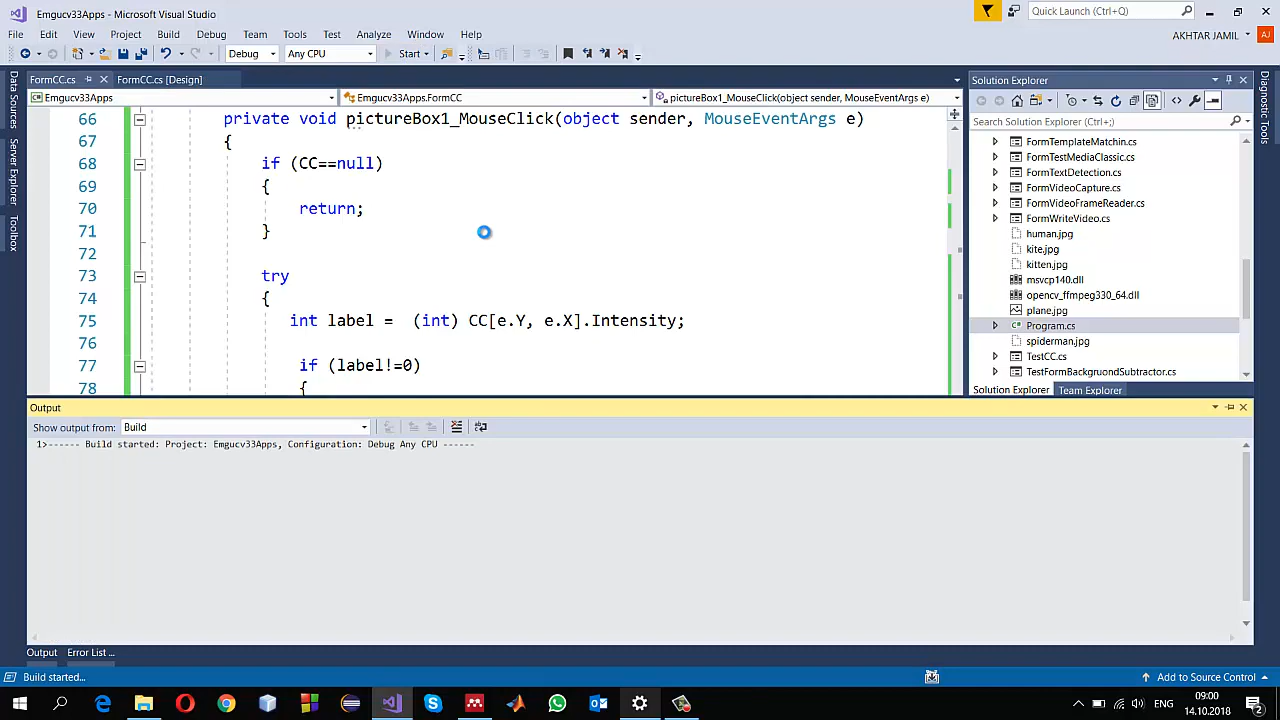 Emgucv33Apps - Microsoft Visual Studio
Quick Launch (Ctrl+Q)
File Edit View Project Build Debug Team Tools Test Analyze Window Help
AKHTAR JAMIL AJ
Debug Any CPU Start
FormCC.cs FormCC.cs [Design]
Solution Explorer
Emgucv33Apps Emgucv33Apps.FormCC pictureBox1_MouseClick(object sender, MouseEventArgs e)
Data Sources
Server Explorer
Toolbox
Diagnostic Tools
Search Solution Explorer (Ctrl+;)
66 private void pictureBox1_MouseClick(object sender, MouseEventArgs e)
67 {
68 if (CC==null)
69 {
70 return;
71 }
72
73 try
74 {
75 int label = (int) CC[e.Y, e.X].Intensity;
76
77 if (label!=0)
78 {
FormTemplateMatchin.cs
FormTestMediaClassic.cs
FormTextDetection.cs
FormVideoCapture.cs
FormVideoFrameReader.cs
FormWriteVideo.cs
human.jpg
kite.jpg
kitten.jpg
msvcp140.dll
opencv_ffmpeg330_64.dll
plane.jpg
Program.cs
spiderman.jpg
TestCC.cs
TestFormBackgruondSubtractor.cs
Solution Explorer Team Explorer
Output
Show output from: Build
1>------ Build started: Project: Emgucv33Apps, Configuration: Debug Any CPU ------
Output Error List ...
Build started... Add to Source Control
ENG 09:00
14.10.2018 2